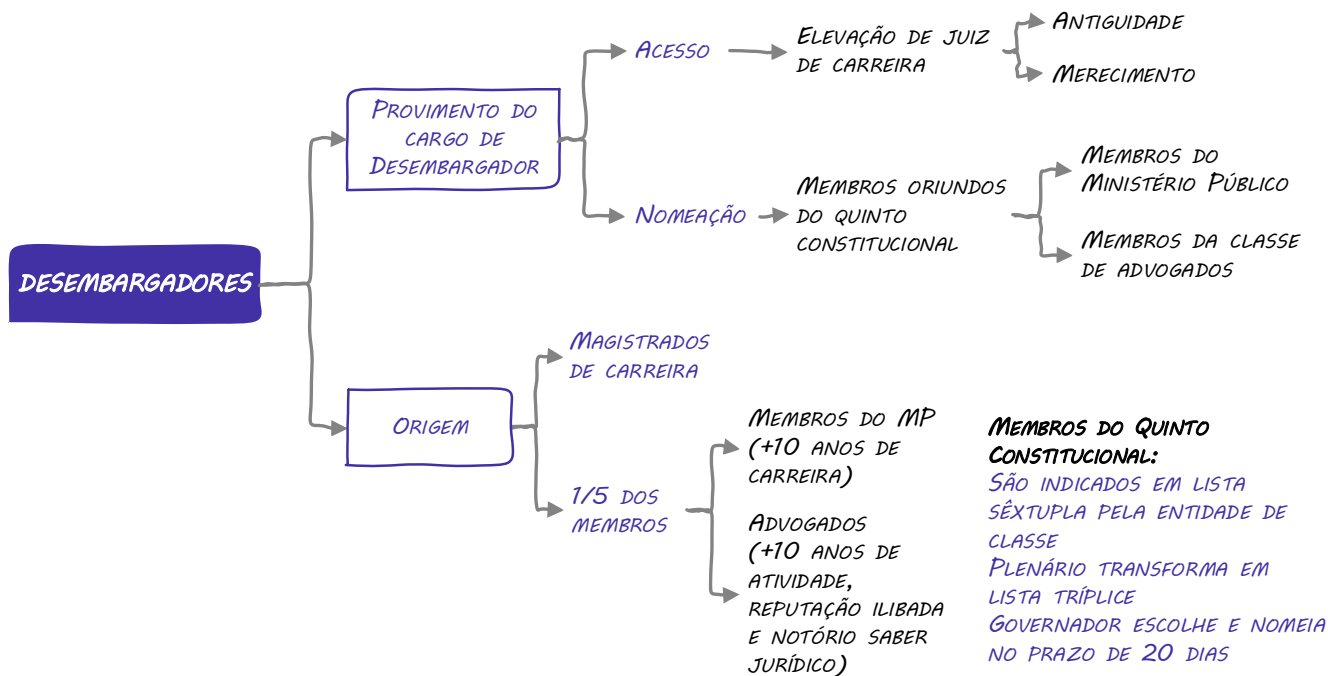 DESEMBARGADORES
PROVIMENTO DO
CARGO DE
DESEMBARGADOR
ACESSO
ELEVAÇÃO DE JUIZ
DE CARREIRA
ANTIGUIDADE
MERECIMENTO
NOMEAÇÃO
MEMBROS ORIUNDOS
DO QUINTO
CONSTITUCIONAL
MEMBROS DO
MINISTÉRIO PÚBLICO
MEMBROS DA CLASSE
DE ADVOGADOS
ORIGEM
MAGISTRADOS
DE CARREIRA
1/5 DOS
MEMBROS
MEMBROS DO MP
(+10 ANOS DE
CARREIRA)
ADVOGADOS
(+10 ANOS DE
ATIVIDADE,
REPUTAÇÃO ILIBADA
E NOTÓRIO SABER
JURÍDICO)
MEMBROS DO QUINTO
CONSTITUCIONAL:
SÃO INDICADOS EM LISTA
SÊXTUPLA PELA ENTIDADE DE
CLASSE
PLENÁRIO TRANSFORMA EM
LISTA TRÍPLICE
GOVERNADOR ESCOLHE E NOMEIA
NO PRAZO DE 20 DIAS